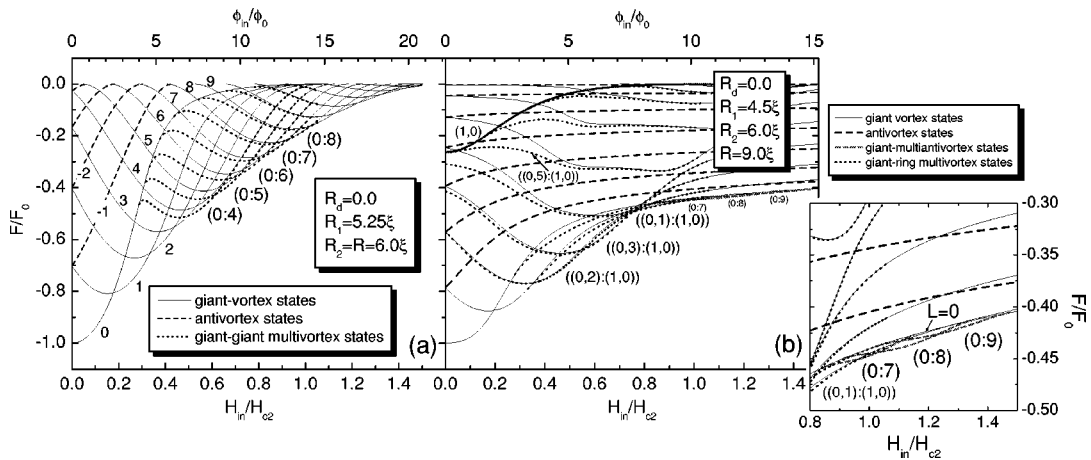 ϕin/ϕ0
0 5 10 15 20
0.0
-0.2
-0.4
-0.6
-0.8
-1.0
F/F0
9
8
7
6
5
4
3
2
1
0
-1
-2
(0:8)
(0:7)
(0:6)
(0:5)
(0:4)
Rd=0.0
R1=5.25ξ
R2=R=6.0ξ
giant-vortex states
antivortex states
giant-giant multivortex states
(a)
0.0 0.2 0.4 0.6 0.8 1.0 1.2 1.4
Hin/Hc2
ϕin/ϕ0
0 5 10 15
(1,0)
((0,5):(1,0))
Rd=0.0
R1=4.5ξ
R2=6.0ξ
R=9.0ξ
(0:7)
(0:8)
(0:9)
((0,1):(1,0))
((0,3):(1,0))
((0,2):(1,0))
(b)
0.0 0.2 0.4 0.6 0.8 1.0 1.2 1.4
Hin/Hc2
giant vortex states
antivortex states
giant-multiantivortex states
giant-ring multivortex states
-0.30
-0.35
-0.40
-0.45
-0.50
F/F0
L=0
(0:9)
(0:8)
(0:7)
((0,1):(1,0))
0.8 1.0 1.2 1.4
Hin/Hc2